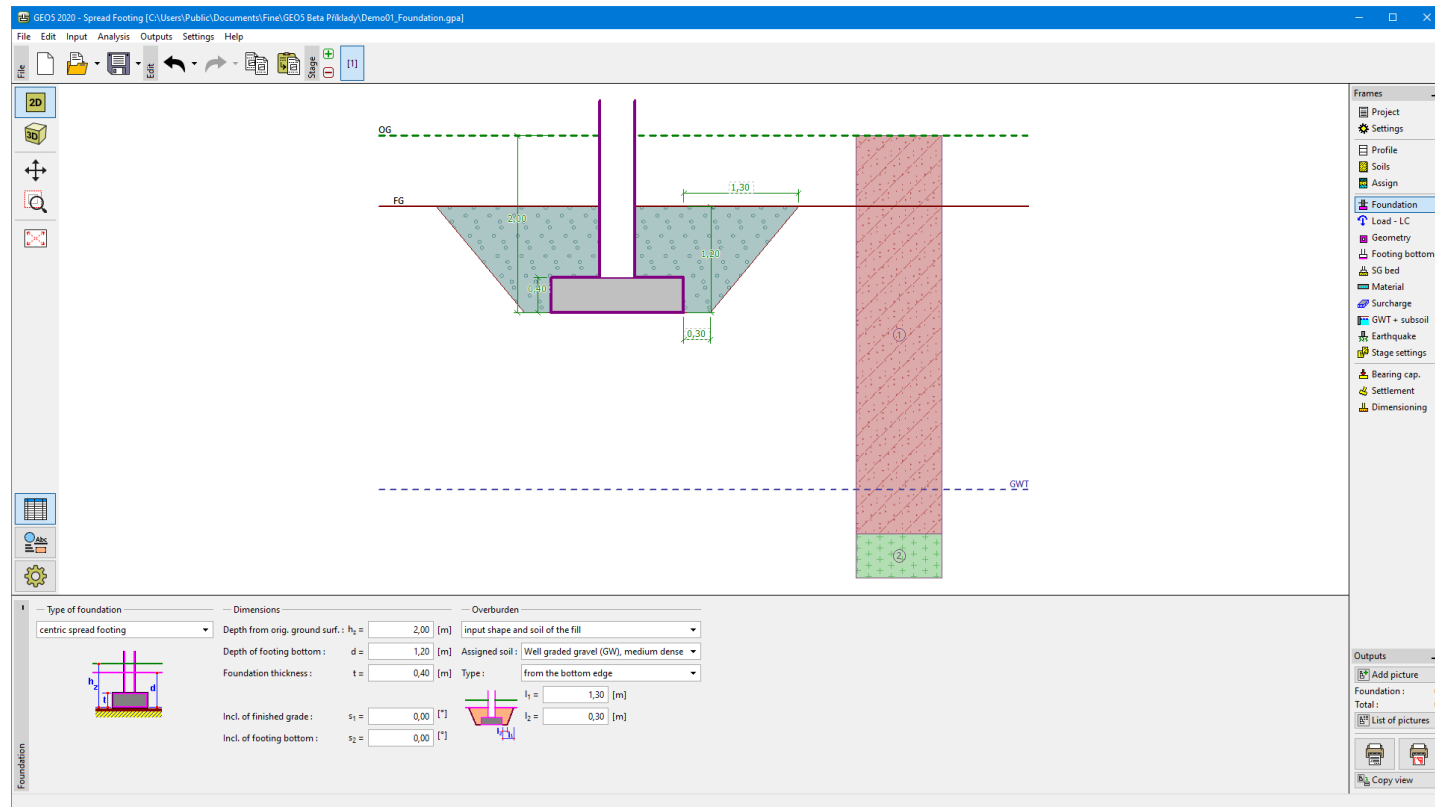 GEO5 2020 - Spread Footing [C:\Users\Public\Documents\Fine\GEO5 Beta Příklady\Demo01_Foundation.gpa]
File Edit Input Analysis Outputs Settings Help
File
Edit
Stage
[1]
2D
3D
Abc
OG
FG
2,00
1,30
1,20
0,40
0,30
1
GWT
2
Frames
Project
Settings
Profile
Soils
Assign
Foundation
Load - LC
Geometry
Footing bottom
SG bed
Material
Surcharge
GWT + subsoil
Earthquake
Stage settings
Bearing cap.
Settlement
Dimensioning
Outputs
Add picture
Foundation :
Total :
List of pictures
Copy view
Foundation
Type of foundation
centric spread footing
hz
t
d
Dimensions
Depth from orig. ground surf. : hz = 2,00 [m]
Depth of footing bottom : d = 1,20 [m]
Foundation thickness : t = 0,40 [m]
Incl. of finished grade : s1 = 0,00 [°]
Incl. of footing bottom : s2 = 0,00 [°]
Overburden
input shape and soil of the fill
Assigned soil : Well graded gravel (GW), medium dense
Type : from the bottom edge
l1 = 1,30 [m]
l2 = 0,30 [m]